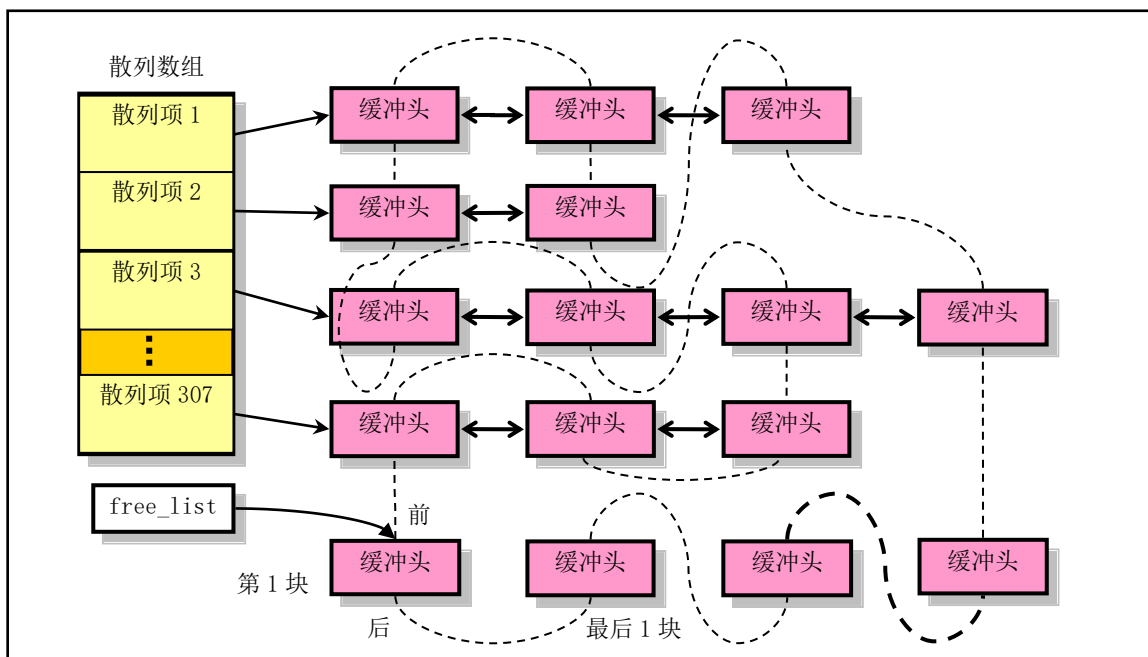 散列数组
散列项 1
缓冲头
缓冲头
缓冲头
散列项 2
缓冲头
缓冲头
散列项 3
缓冲头
缓冲头
缓冲头
缓冲头
⋮
散列项 307
缓冲头
缓冲头
缓冲头
free_list
前
缓冲头
缓冲头
缓冲头
缓冲头
第 1 块
后
最后 1 块